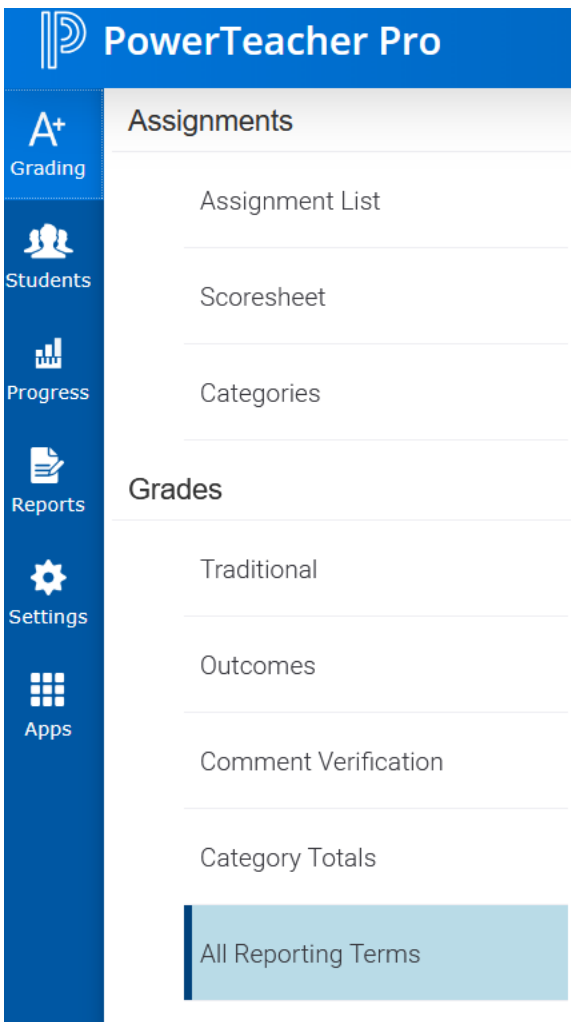 PowerTeacher Pro
A+
Grading
Students
Progress
Reports
Settings
Apps
Assignments
Assignment List
Scoresheet
Categories
Grades
Traditional
Outcomes
Comment Verification
Category Totals
All Reporting Terms